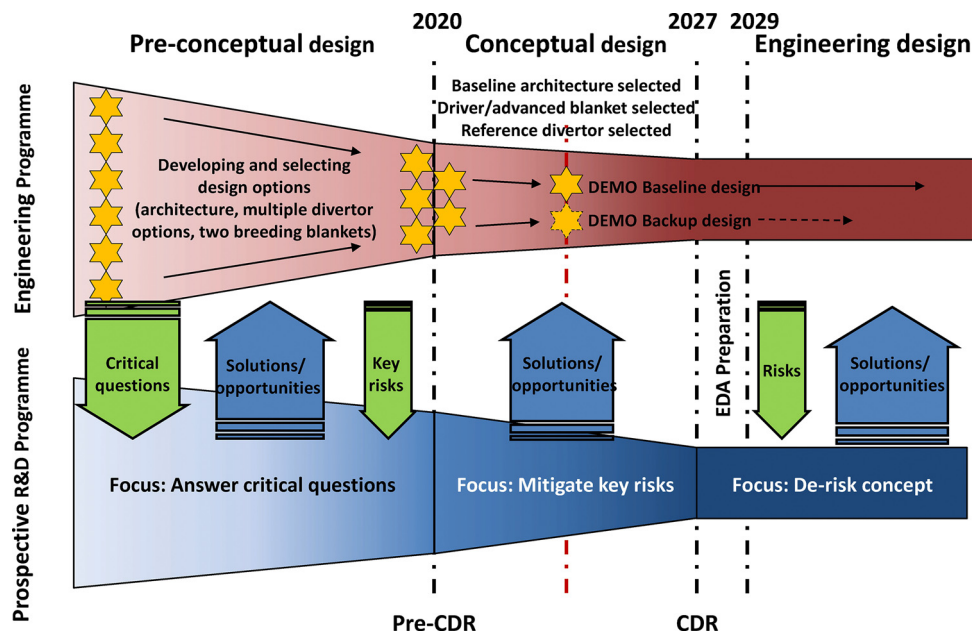 2020
2027 2029
Pre-conceptual design
Conceptual design
Engineering design
Baseline architecture selected
Driver/advanced blanket selected
Reference divertor selected
Engineering Programme
Developing and selecting
design options
(architecture, multiple divertor
options, two breeding blankets)
DEMO Baseline design
DEMO Backup design
Critical
questions
Solutions/
opportunities
Key
risks
Solutions/
opportunities
EDA Preparation
Risks
Solutions/
opportunities
Prospective R&D Programme
Focus: Answer critical questions
Focus: Mitigate key risks
Focus: De-risk concept
Pre-CDR
CDR